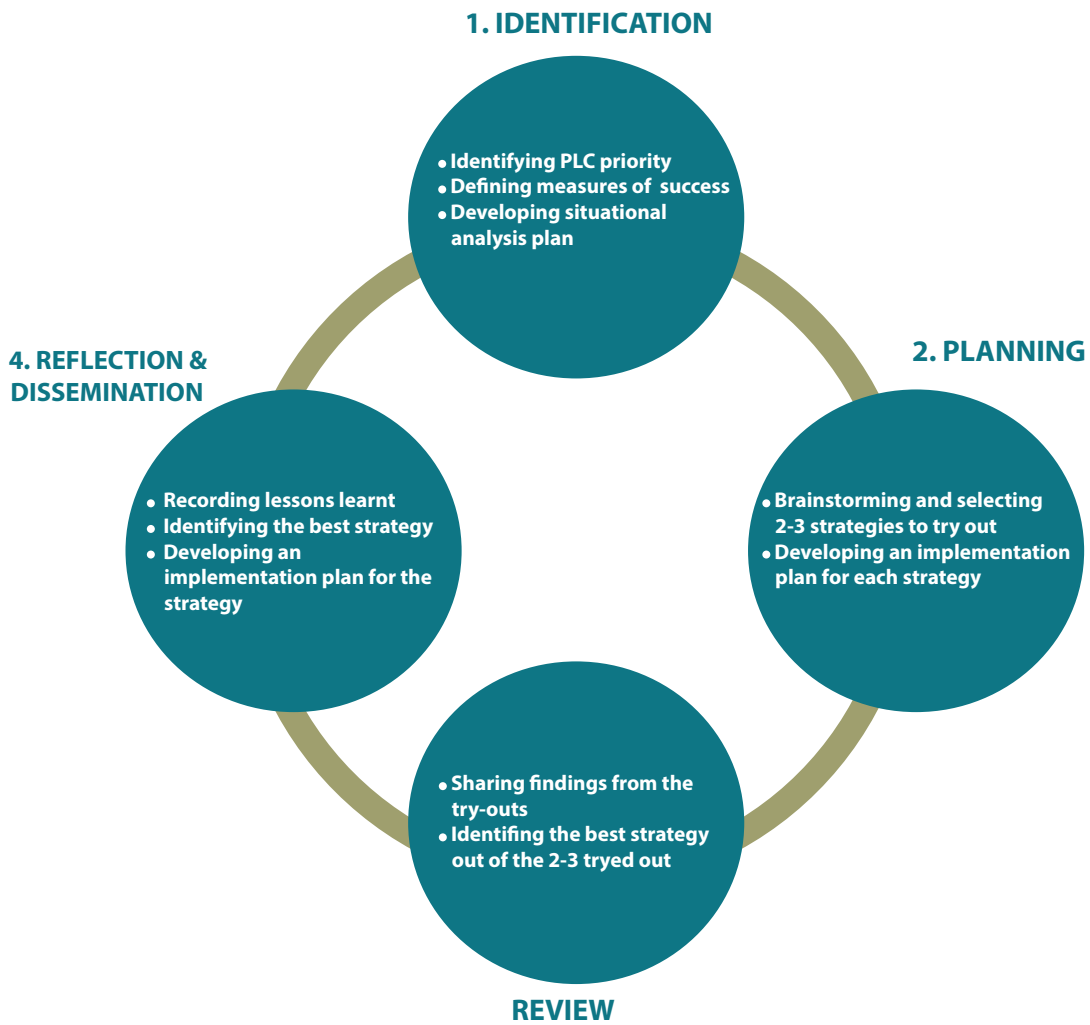 1. IDENTIFICATION
• Identifying PLC priority
• Defining measures of success
• Developing situational
analysis plan
2. PLANNING
• Brainstorming and selecting
2-3 strategies to try out
• Developing an implementation
plan for each strategy
• Sharing findings from the
try-outs
• Identifing the best strategy
out of the 2-3 tryed out
REVIEW
4. REFLECTION &
DISSEMINATION
• Recording lessons learnt
• Identifying the best strategy
• Developing an
implementation plan for the
strategy